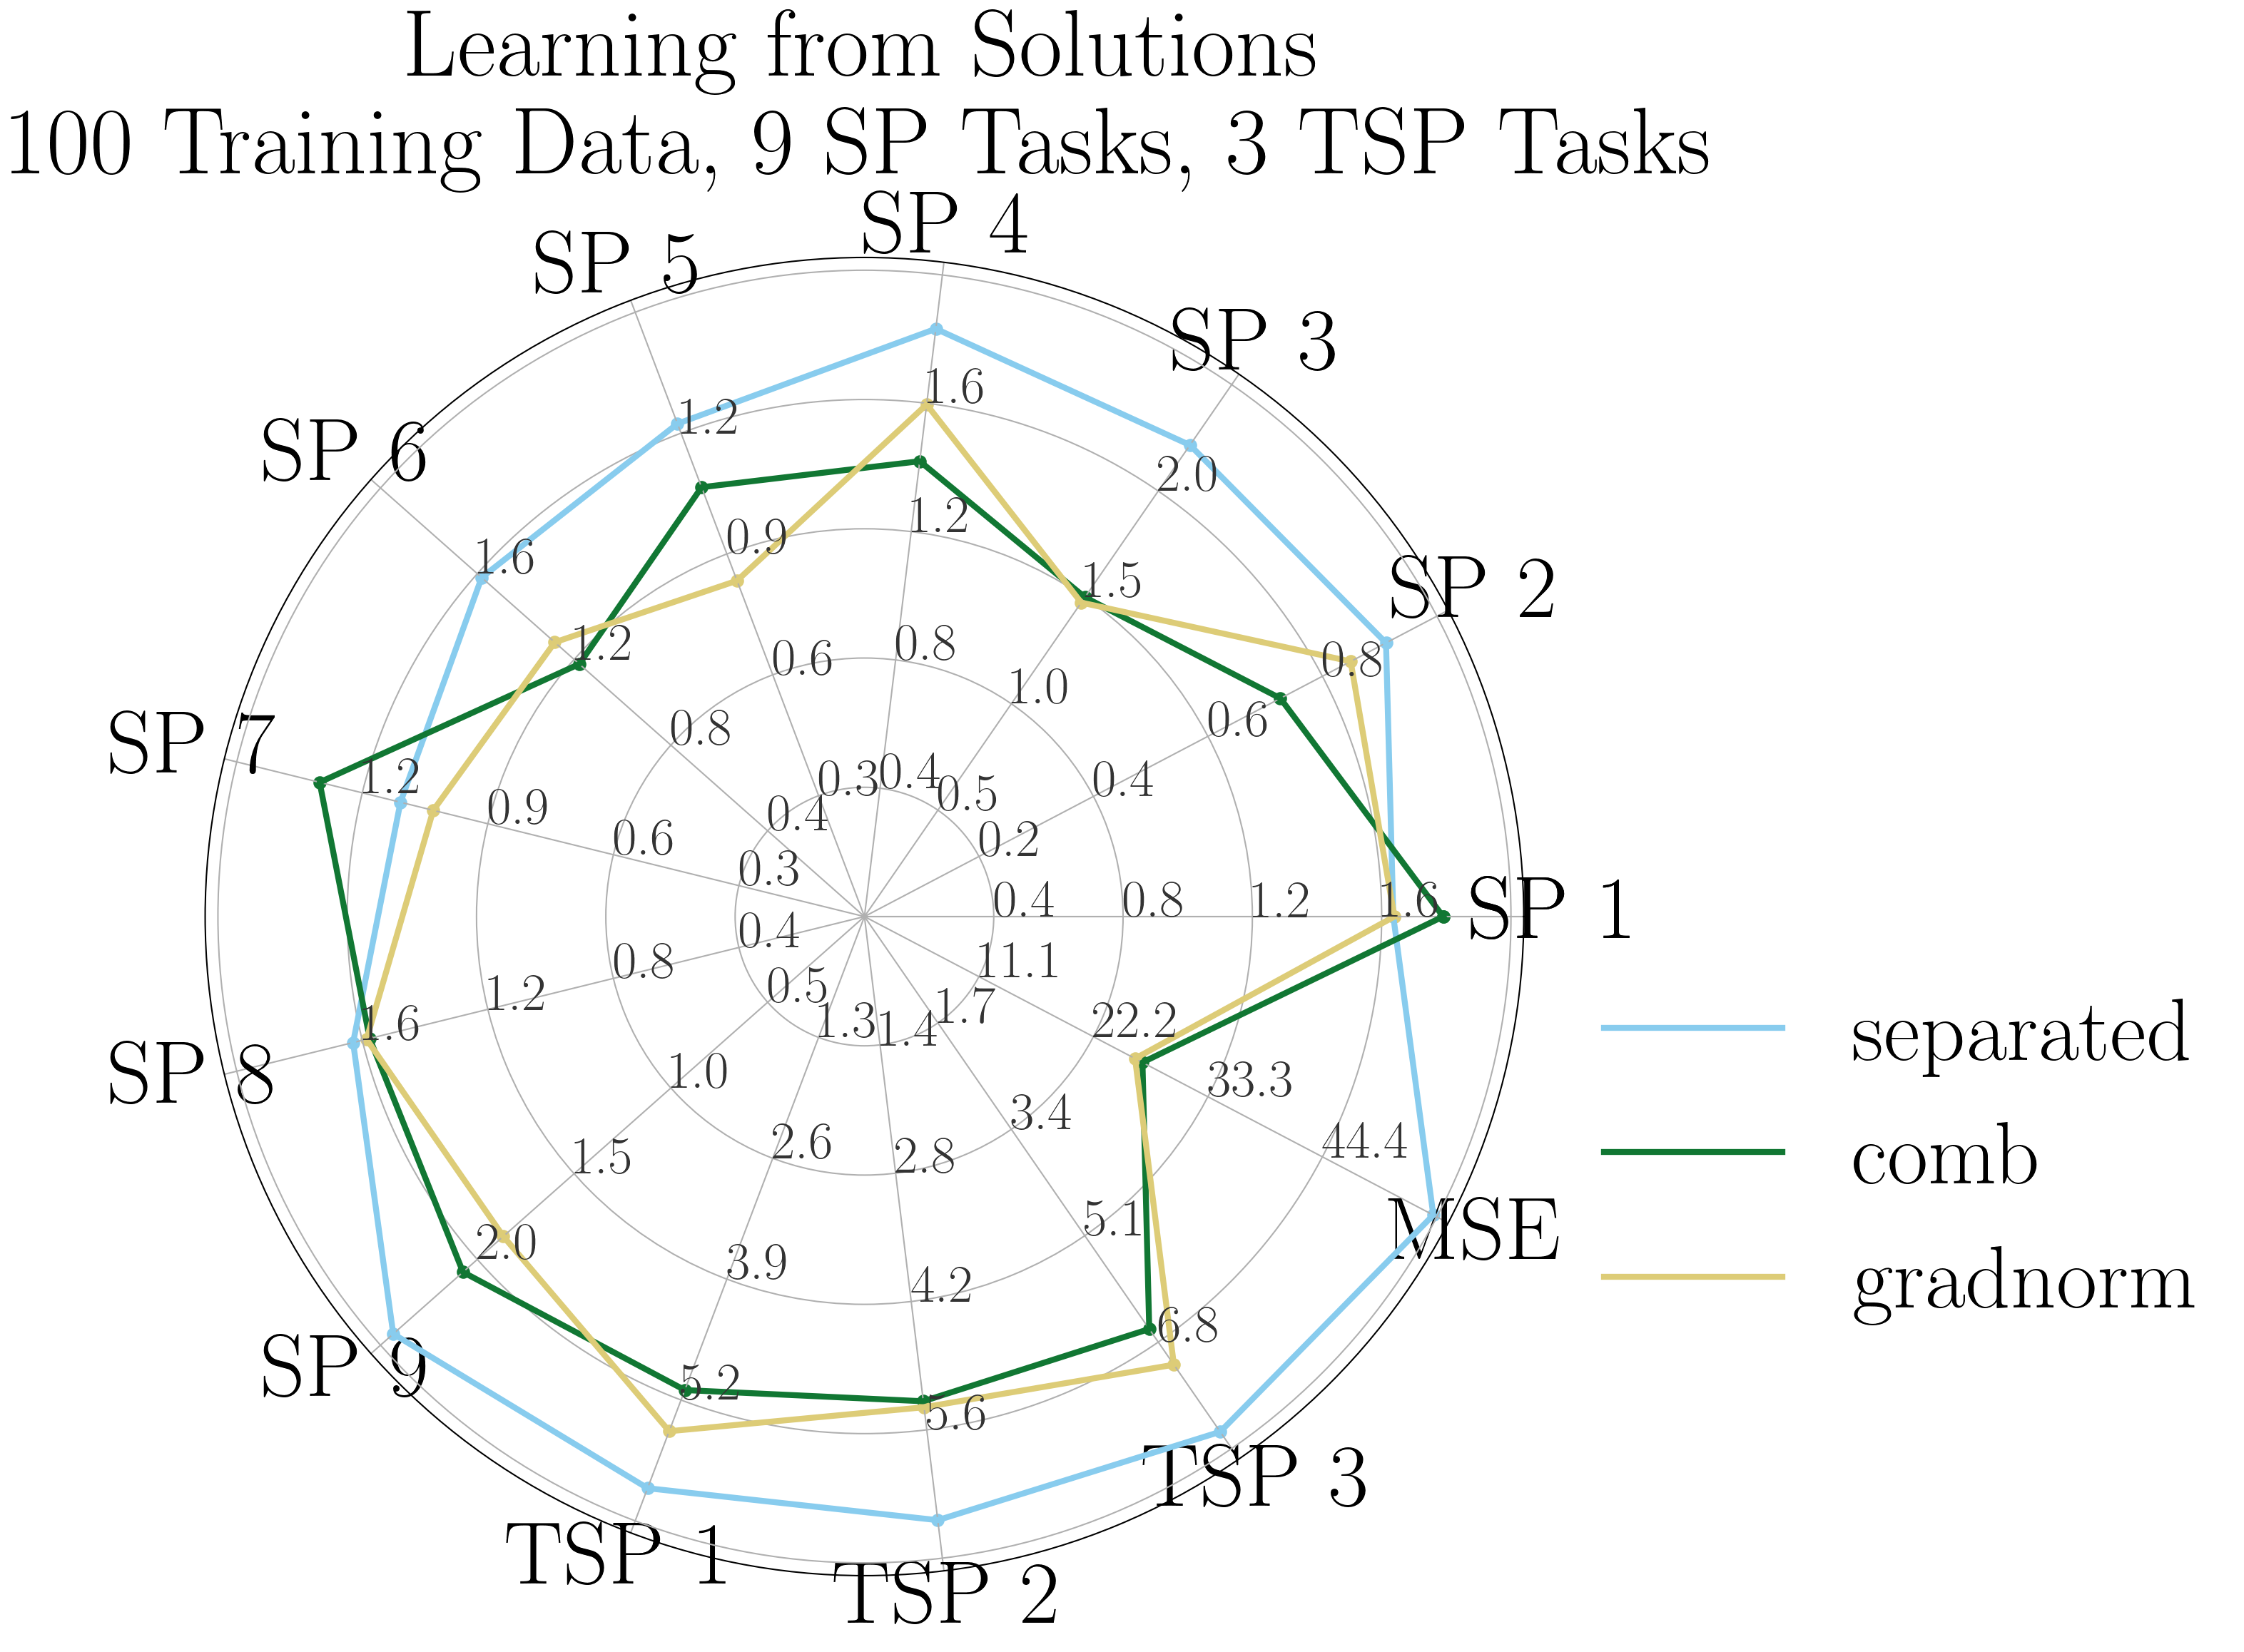 Learning from Solutions
100 Training Data, 9 SP Tasks, 3 TSP Tasks
SP 4
SP 5
SP 3
SP 6
SP 2
SP 7
SP 1
SP 8
MSE
SP 9
TSP 3
TSP 1
TSP 2
0.4 0.8 1.2 1.6
0.2 0.4 0.6 0.8
0.5 1.0 1.5 2.0
0.4 0.8 1.2 1.6
0.3 0.6 0.9 1.2
0.4 0.8 1.2 1.6
0.3 0.6 0.9 1.2
0.4 0.8 1.2 1.6
0.5 1.0 1.5 2.0
1.3 2.6 3.9 5.2
1.4 2.8 4.2 5.6
1.7 3.4 5.1 6.8
11.1 22.2 33.3 44.4
separated
comb
gradnorm